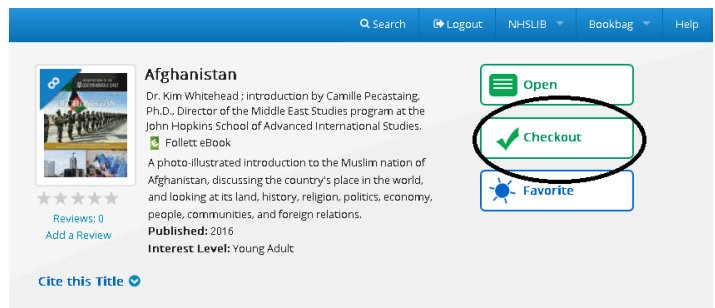 Search
Logout
NHSLIB
Bookbag
Help
Afghanistan
Dr. Kim Whitehead ; introduction by Camille Pecastaing,
Ph.D., Director of the Middle East Studies program at the
John Hopkins School of Advanced International Studies.
Follett eBook
A photo-illustrated introduction to the Muslim nation of
Afghanistan, discussing the country's place in the world,
and looking at its land, history, religion, politics, economy,
people, communities, and foreign relations.
Published: 2016
Interest Level: Young Adult
Reviews: 0
Add a Review
Cite this Title
Open
Checkout
Favorite